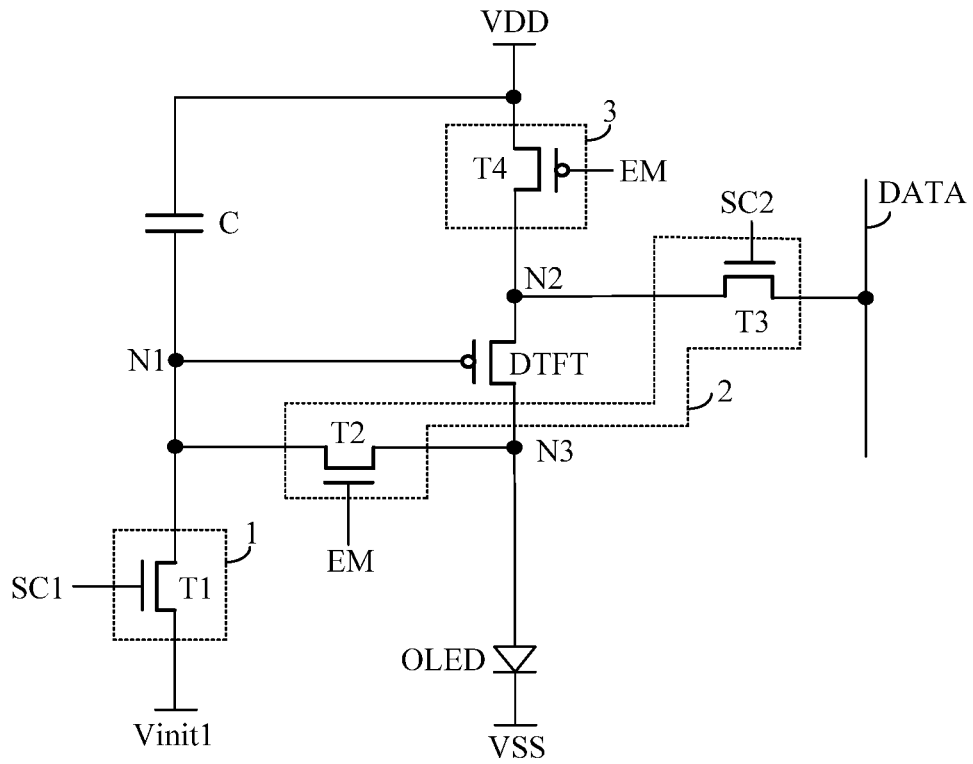 VDD
3
T4
EM
DATA
SC2
C
N2
T3
N1
DTFT
2
T2
N3
1
EM
SC1
T1
OLED
Vinit1
VSS